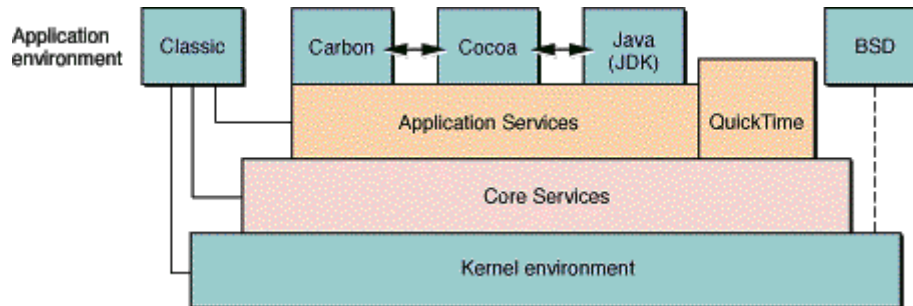 Application
environment
Classic
Carbon
Cocoa
Java
(JDK)
BSD
Application Services
QuickTime
Core Services
Kernel environment